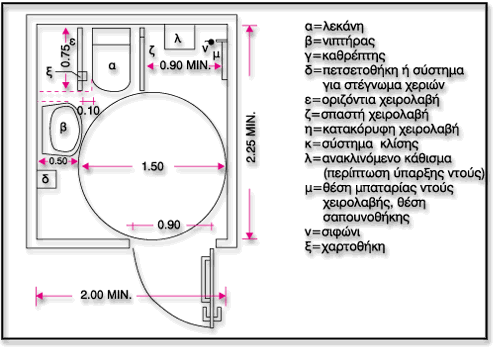 0.75
ε
ξ
α
ζ
λ
ν
μ
0.90 MIN.
0.10
β
0.50
δ
1.50
2.25 MIN.
0.90
2.00 MIN.
α=λεκάνη
β=νιπτήρας
γ=καθρέπτης
δ=πετσετοθήκη ή σύστημα
για στέγνωμα χεριών
ε=οριζόντια χειρολαβή
ζ=σπαστή χειρολαβή
η=κατακόρυφη χειρολαβή
κ=σύστημα κλίσης
λ=ανακλινόμενο κάθισμα
(περίπτωση ύπαρξης ντούς)
μ=θέση μπαταρίας ντούς
χειρολαβής, θέση
σαπουνοθήκης
ν=σιφώνι
ξ=χαρτοθήκη